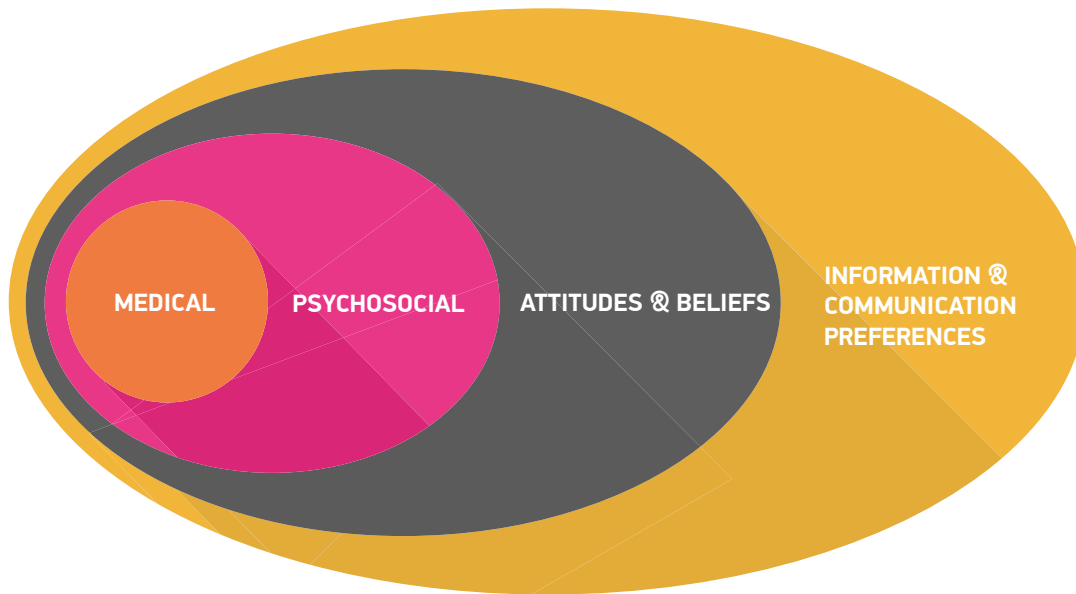 MEDICAL
PSYCHOSOCIAL
ATTITUDES & BELIEFS
INFORMATION &
COMMUNICATION
PREFERENCES